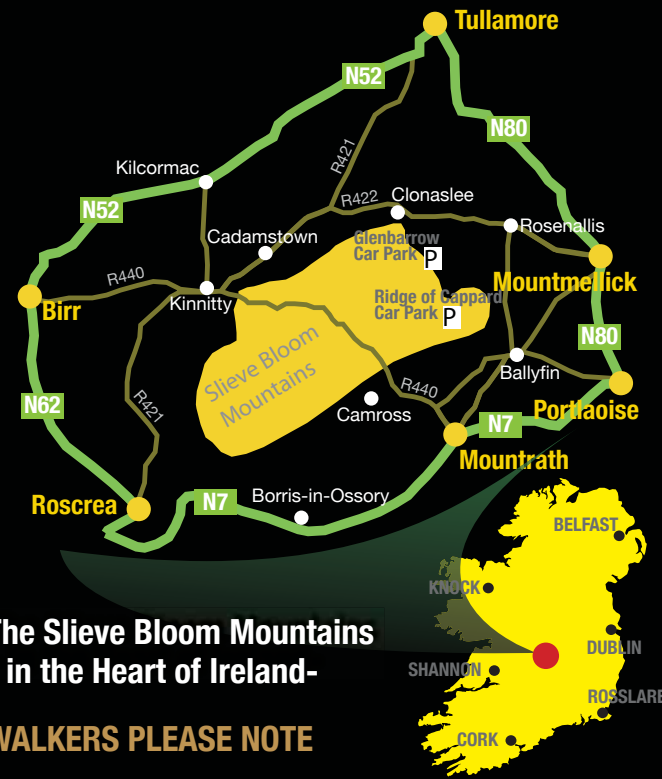 Tullamore
N52
N80
R421
Kilcormac
R422
Clonaslee
N52
Rosenallis
Cadamstown
Glenbarrow
Car Park
P
R440
Mountmellick
Kinnitty
Birr
Ridge of Cappard
Car Park
P
N80
Slieve Bloom
Mountains
Ballyfin
R440
N62
R421
Camross
Portlaoise
N7
Mountrath
Roscrea
N7
Borris-in-Ossory
BELFAST
KNOCK
The Slieve Bloom Mountains
in the Heart of Ireland-
DUBLIN
SHANNON
ROSSLARE
WALKERS PLEASE NOTE
CORK